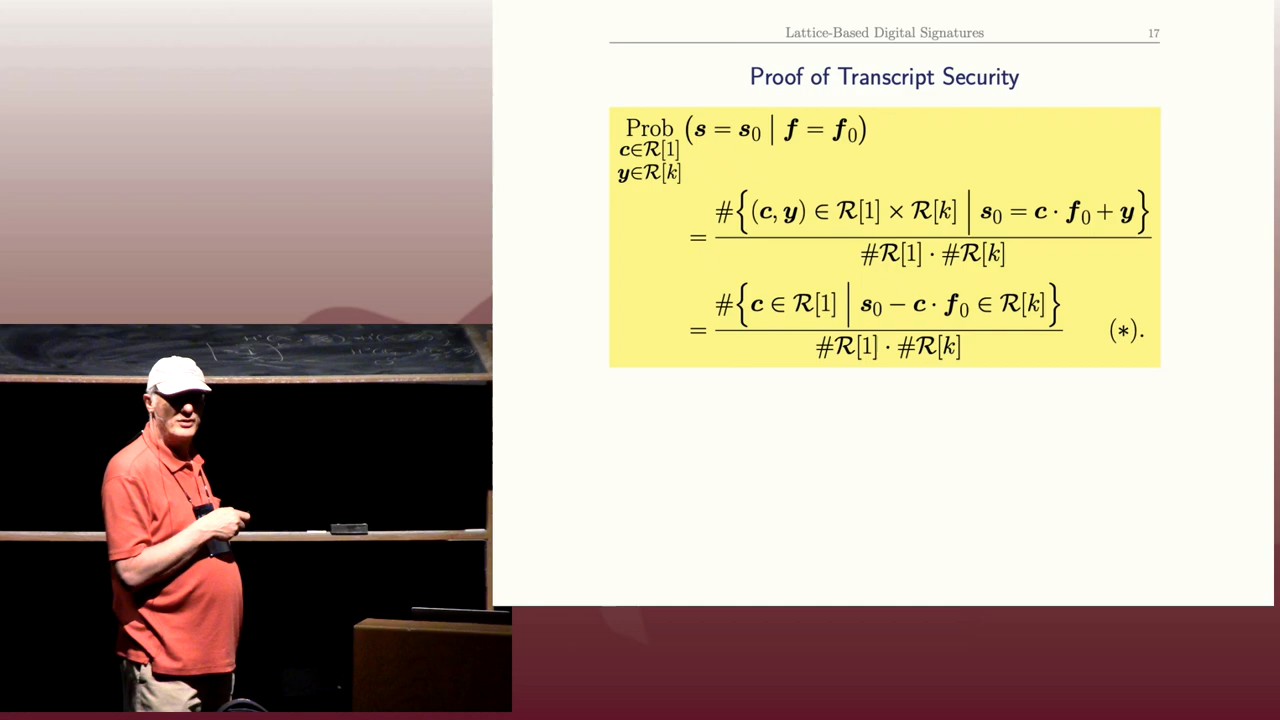 Lattice-Based Digital Signatures 17
Proof of Transcript Security
Prob (s = s₀ | f = f₀)
c∈R[1]
y∈R[k]
= #{(c, y) ∈ R[1] × R[k] | s₀ = c · f₀ + y}
#R[1] · #R[k]
= #{c ∈ R[1] | s₀ − c · f₀ ∈ R[k]} (∗).
#R[1] · #R[k]